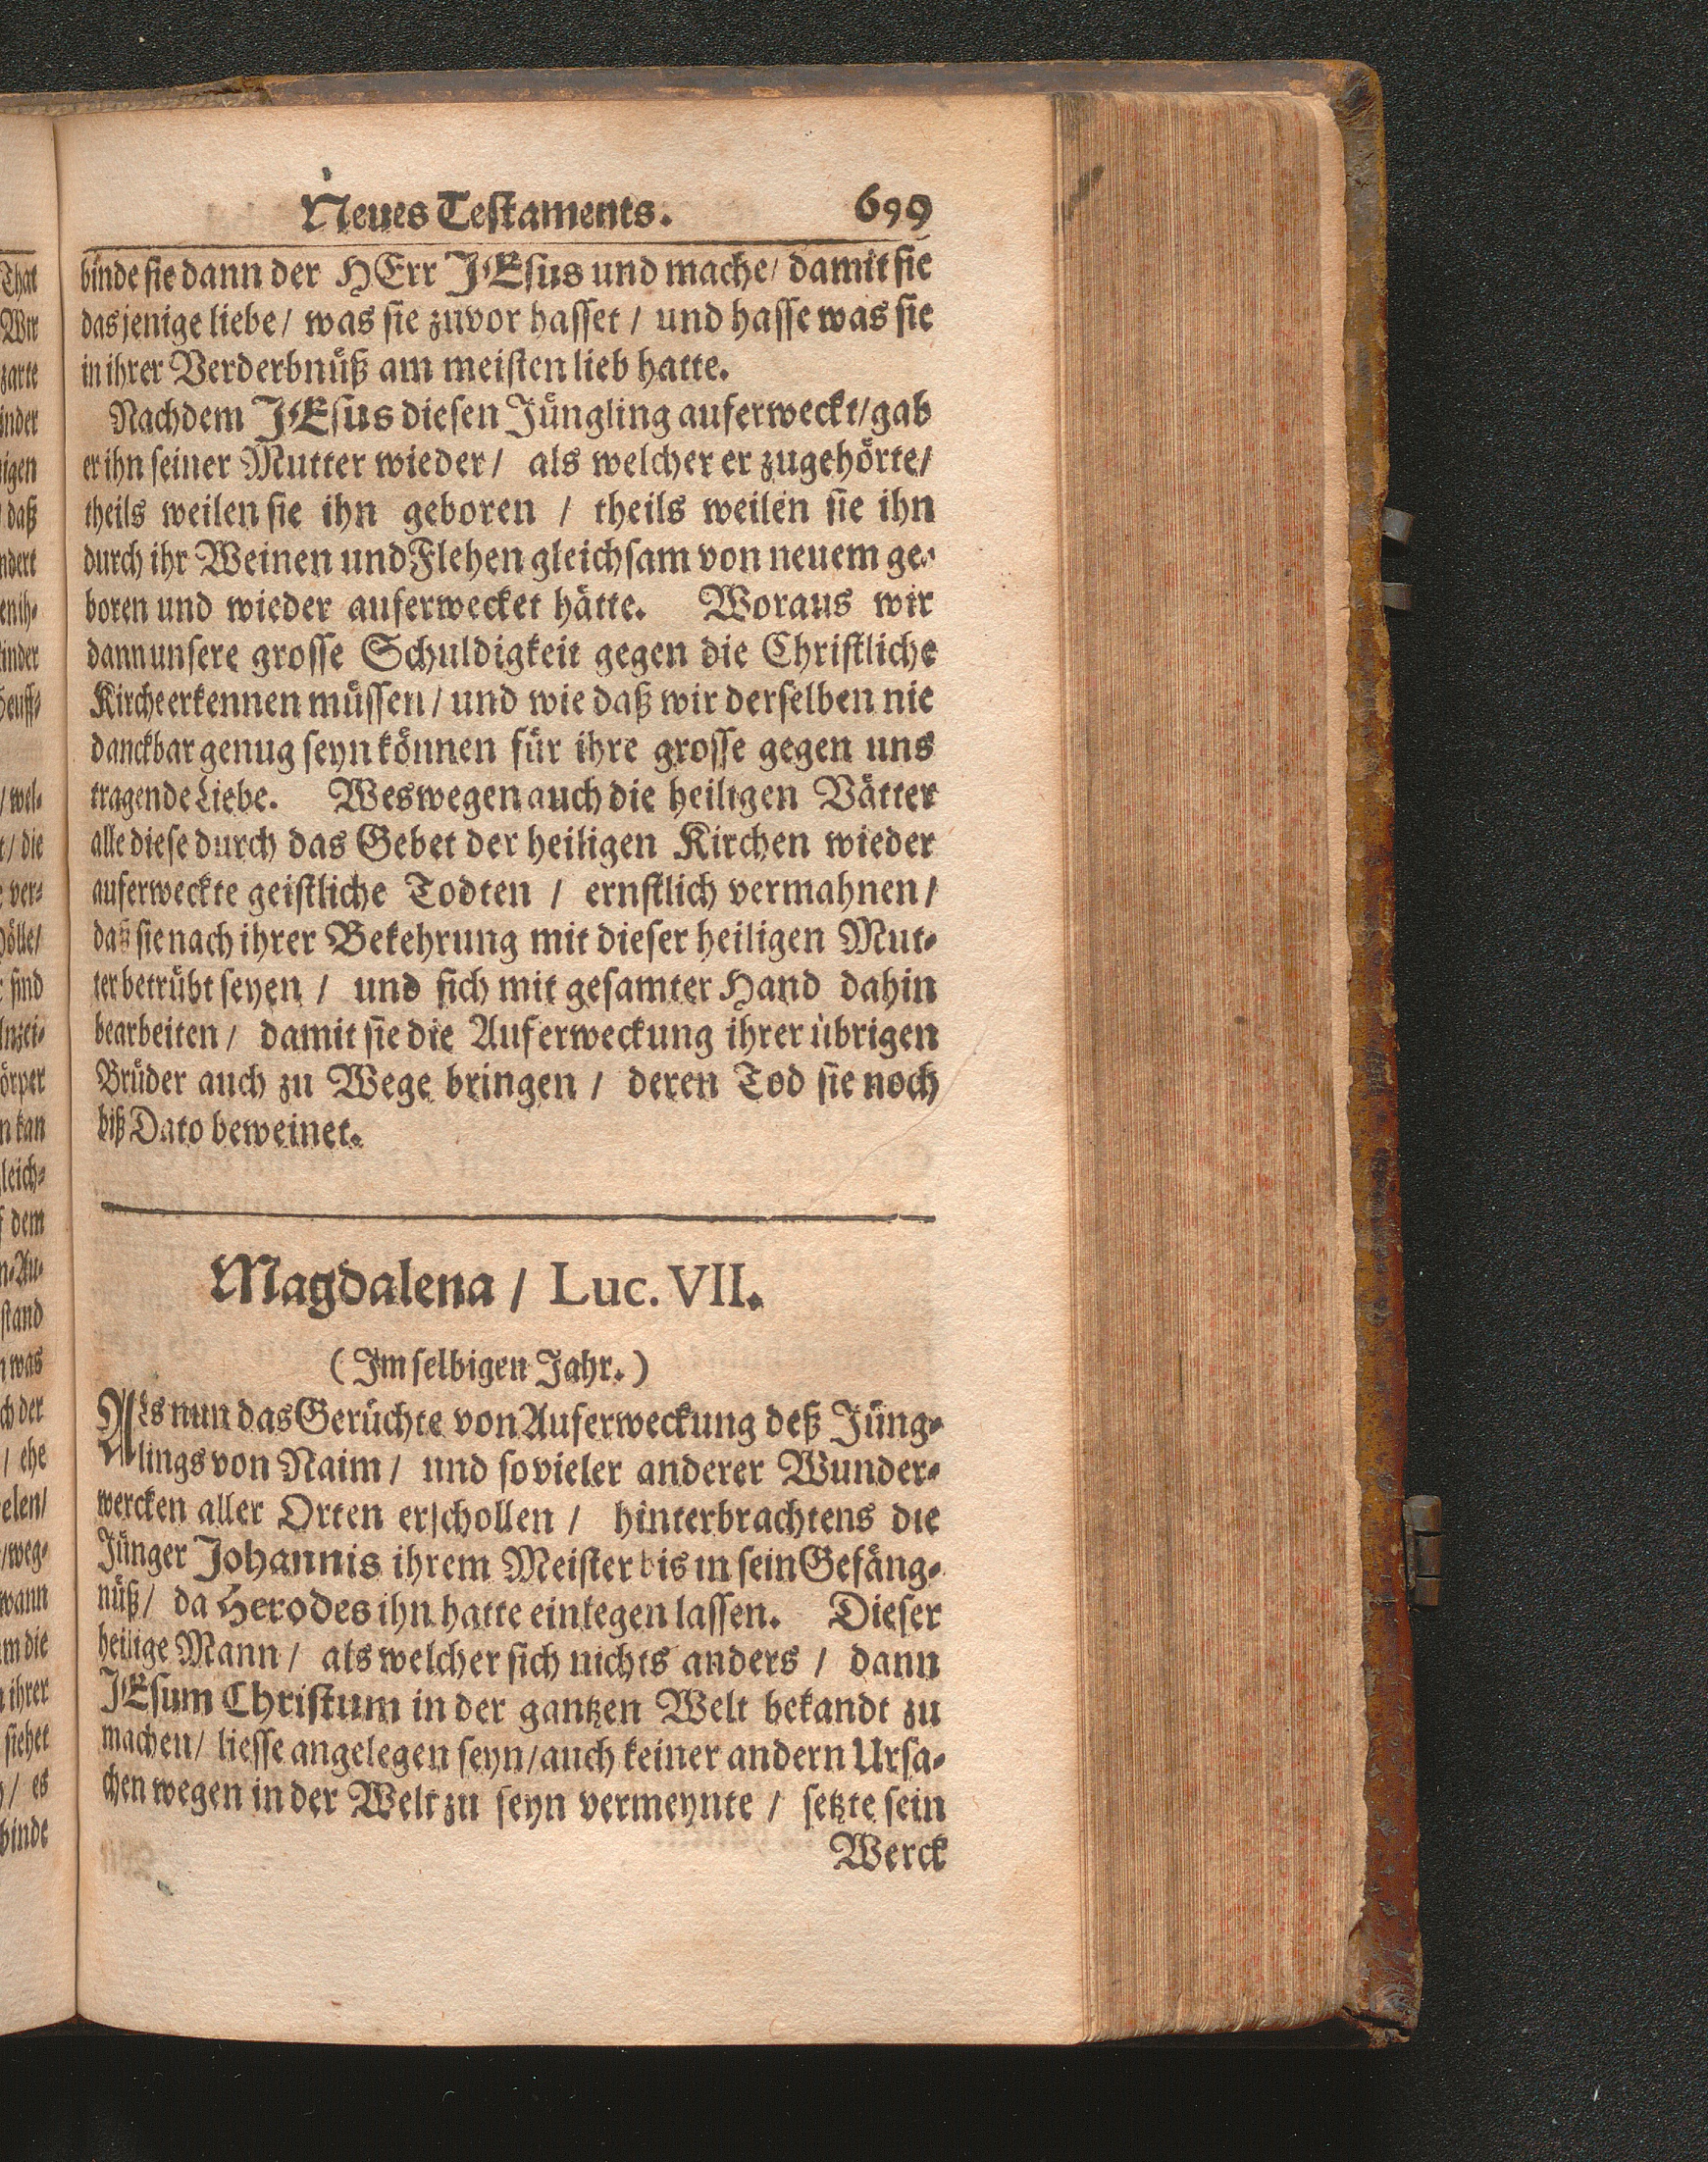 Neues Testaments. 699
binde sie dann der HErr JEsus und mache/ damit sie
dasjenige liebe/ was sie zuvor hasset/ und hasse was sie
in ihrer Verderbnüß am meisten lieb hatte.
Nachdem JEsus diesen Jüngling auferweckt/ gab
er ihn seiner Mutter wieder/ als welcher er zugehörte/
theils weilen sie ihn geboren / theils weilen sie ihn
durch ihr Weinen und Flehen gleichsam von neuem ge-
boren und wieder auferwecket hätte. Woraus wir
dann unsere grosse Schuldigkeit gegen die Christliche
Kirche erkennen müssen/ und wie daß wir derselben nie
danckbar genug seyn können für ihre grosse gegen uns
tragende Liebe. Weswegen auch die heiligen Vätter
alle diese durch das Gebet der heiligen Kirchen wieder
auferweckte geistliche Todten / ernstlich vermahnen/
daß sie nach ihrer Bekehrung mit dieser heiligen Mut-
ter betrübt seyen / und sich mit gesamter Hand dahin
bearbeiten/ damit sie die Auferweckung ihrer übrigen
Brüder auch zu Wege bringen / deren Tod sie noch
biß Dato beweinet.
Magdalena / Luc. VII.
(Im selbigen Jahr.)
Als nun das Gerüchte von Auferweckung deß Jüng-
lings von Naim/ und so vieler anderer Wunder-
wercken aller Orten erschollen / hinterbrachtens die
Jünger Johannis ihrem Meister bis in sein Gefäng-
nüß/ da Herodes ihn hatte einlegen lassen. Dieser
heilige Mann/ als welcher sich nichts anders / dann
JEsum Christum in der gantzen Welt bekandt zu
machen/ liesse angelegen seyn/ auch keiner andern Ursa-
chen wegen in der Welt zu seyn vermeynte / setzte sein
Werck